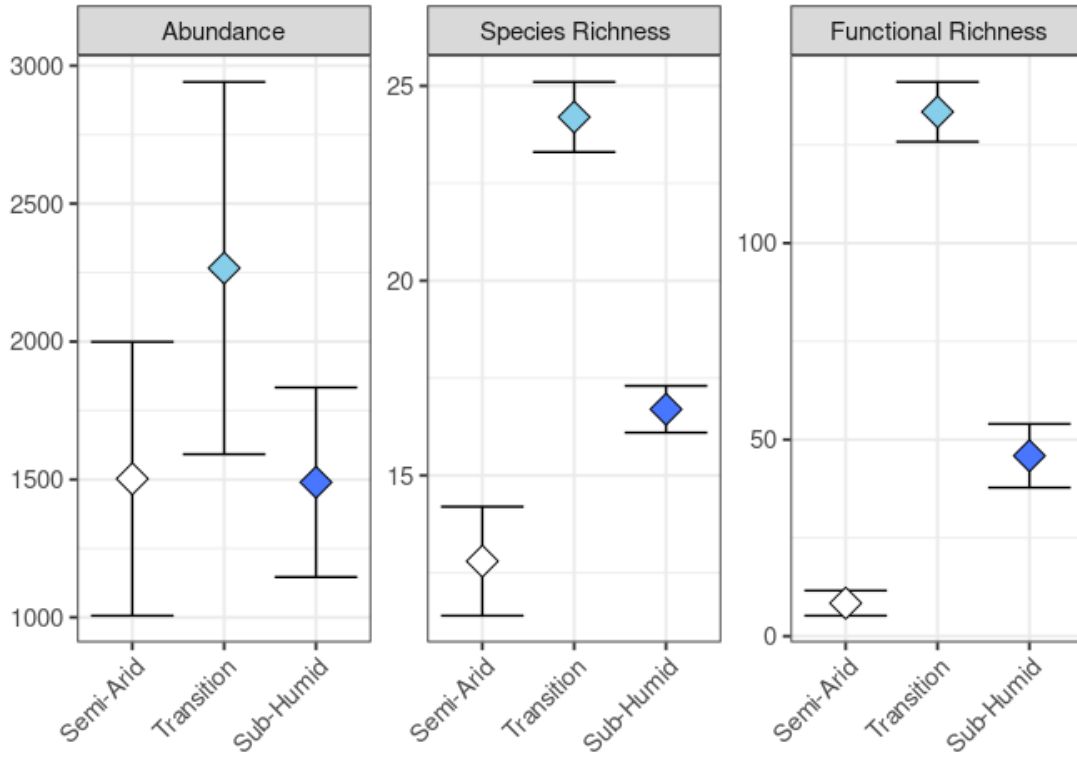 Abundance
Species Richness
Functional Richness
3000
2500
2000
1500
1000
25
20
15
100
50
0
Semi-Arid
Transition
Sub-Humid
Semi-Arid
Transition
Sub-Humid
Semi-Arid
Transition
Sub-Humid